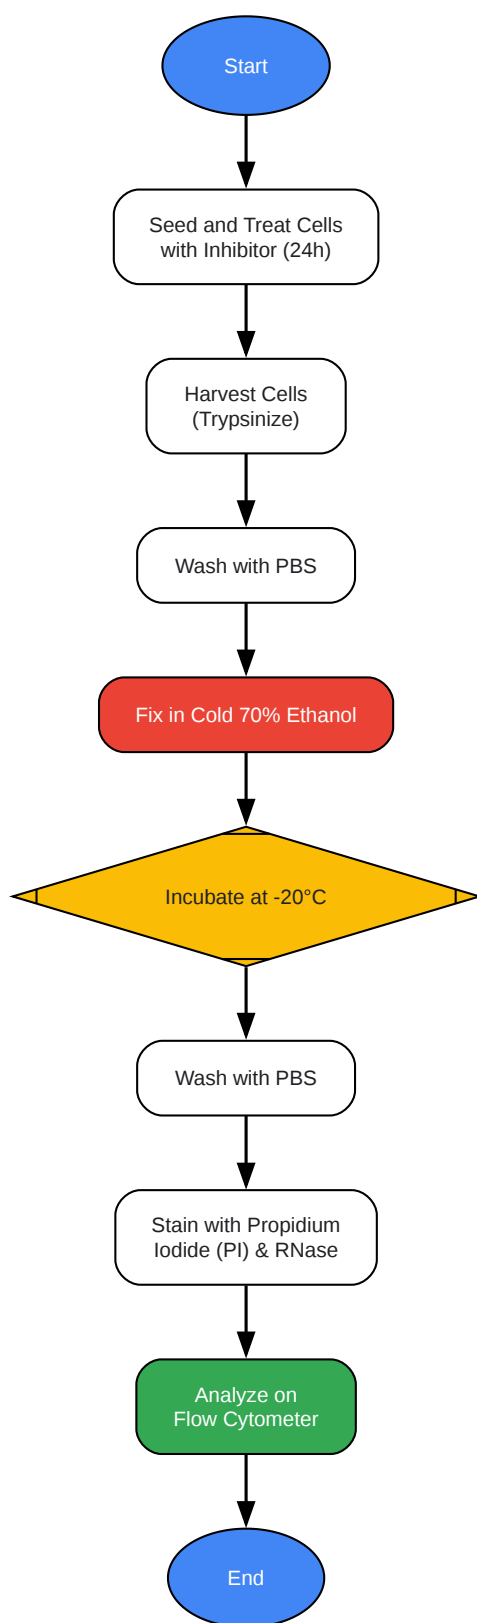 Start
Seed and Treat Cells
with Inhibitor (24h)
Harvest Cells
(Trypsinize)
Wash with PBS
Fix in Cold 70% Ethanol
Incubate at -20°C
Wash with PBS
Stain with Propidium
Iodide (PI) & RNase
Analyze on
Flow Cytometer
End